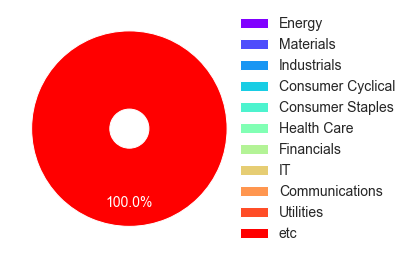 Energy
Materials
Industrials
Consumer Cyclical
Consumer Staples
Health Care
Financials
IT
Communications
Utilities
etc
100.0%